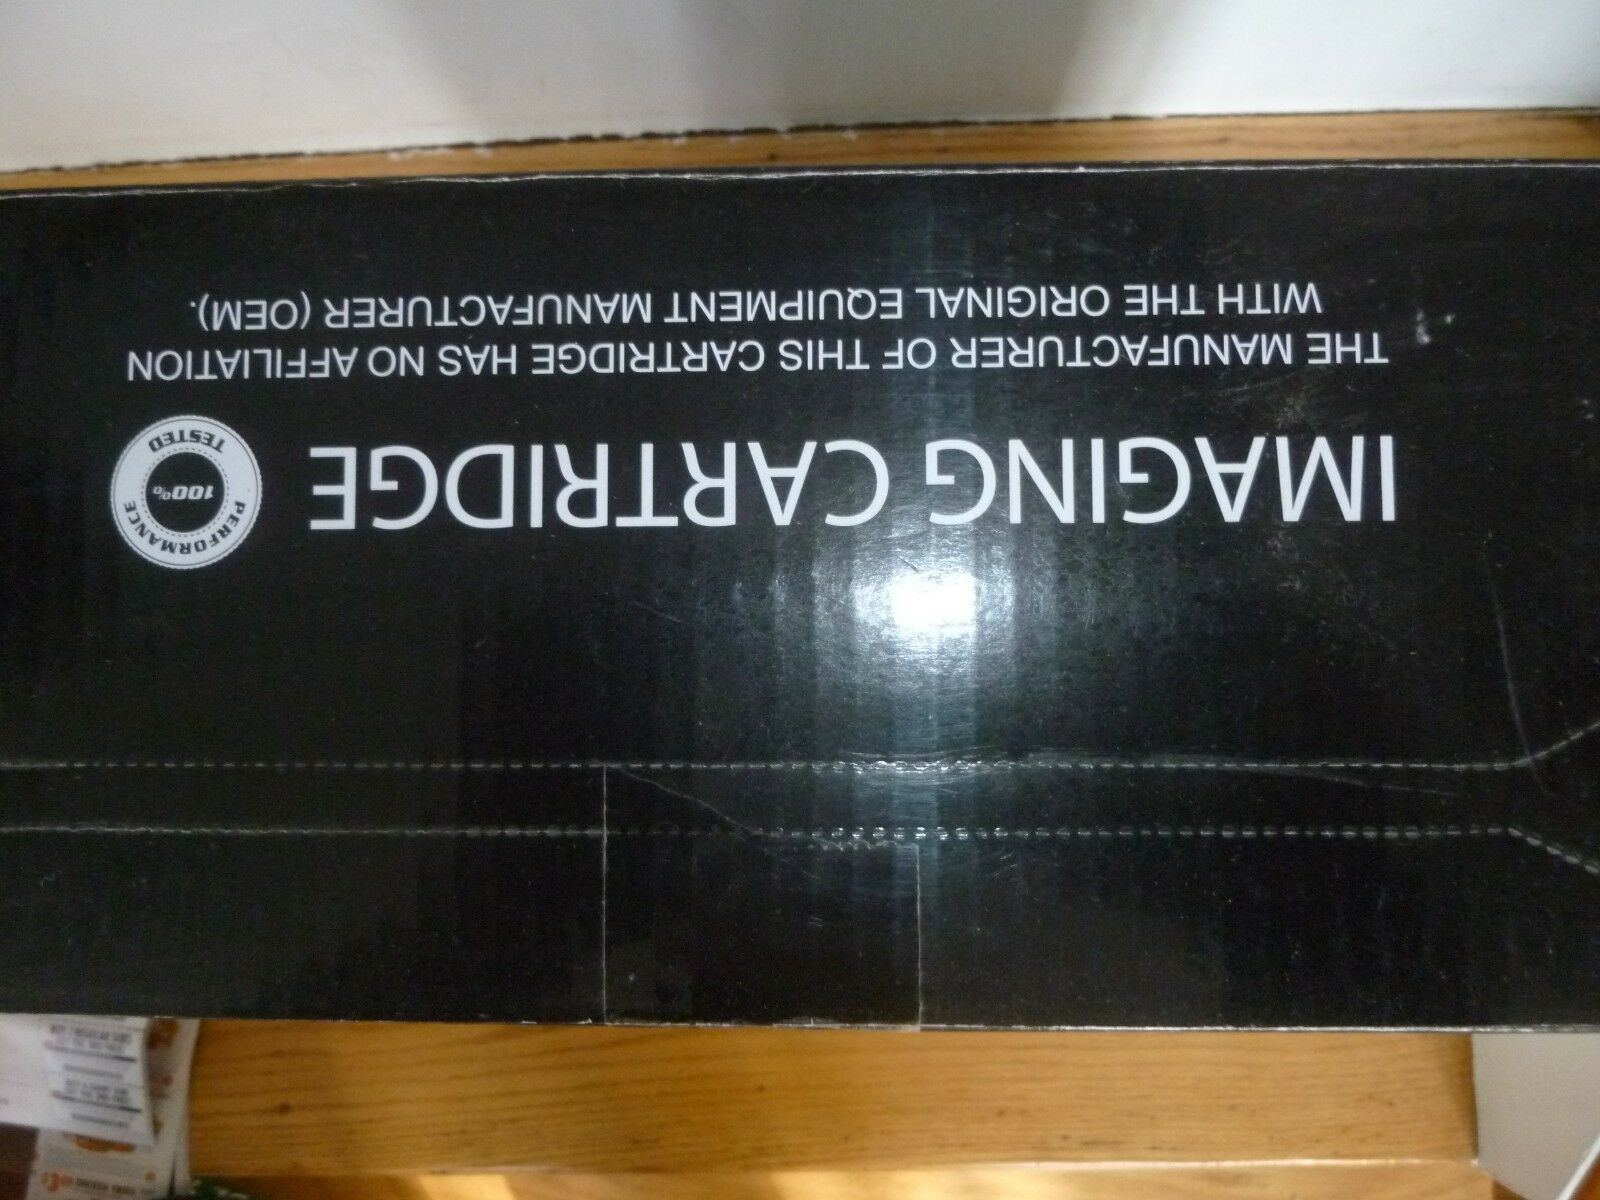 IMAGING CARTRIDGE
PERFORMANCE
100%
TESTED
THE MANUFACTURER OF THIS CARTRIDGE HAS NO AFFILIATION
WITH THE ORIGINAL EQUIPMENT MANUFACTURER (OEM).